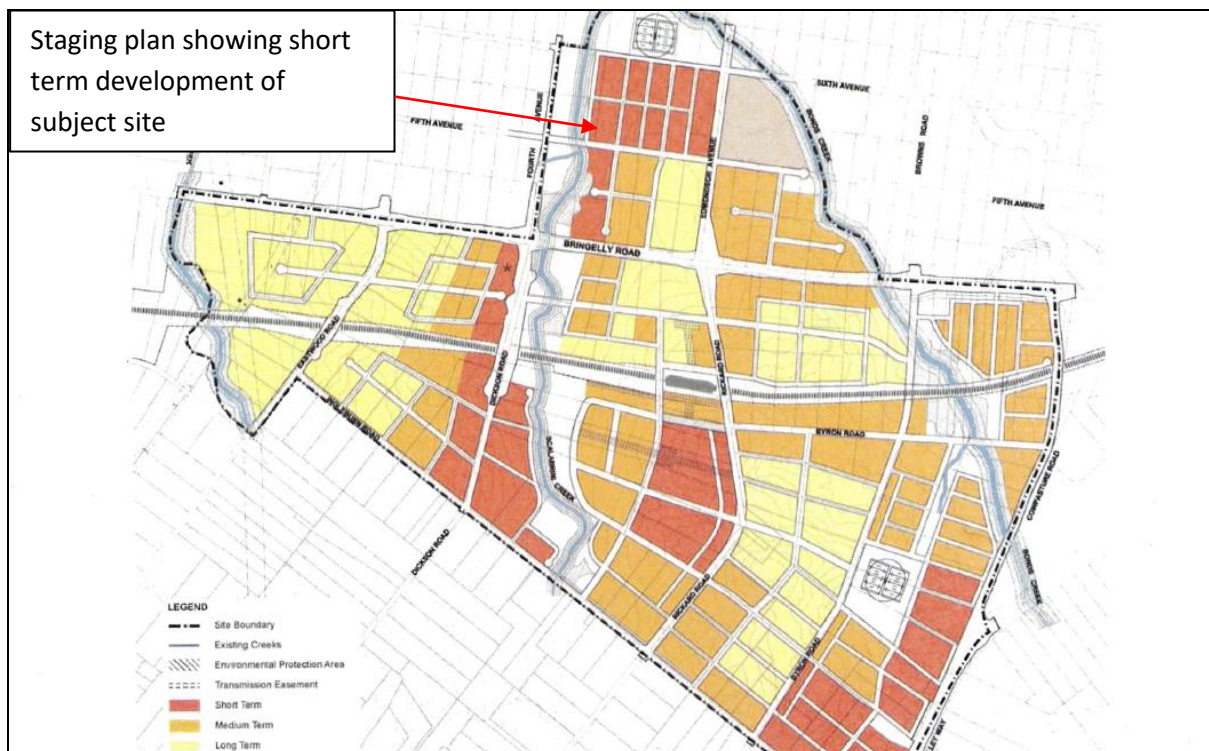 Staging plan showing short
term development of
subject site
SIXTH AVENUE
AVENUE
FOURTH
FIFTH AVENUE
BONDS CREEK
BROWNS ROAD
EDMONDSON AVENUE
FIFTH AVENUE
BRINGELLY ROAD
EASTWOOD ROAD
DICKSON ROAD
RICKARD ROAD
BYRON ROAD
SCALABRINI CREEK
COWPASTURE ROAD
BONDS CREEK
DICKSON ROAD
RICKARD ROAD
BYRON ROAD
LEY WAY
LEGEND
Site Boundary
Existing Creeks
Environmental Protection Area
Transmission Easement
Short Term
Medium Term
Long Term